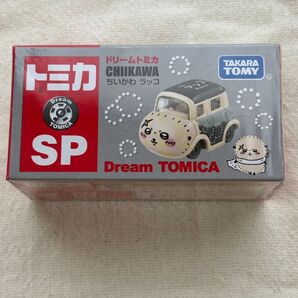 トミカ
Dream
TOMICA
SP
ドリームトミカ
CHIIKAWA
ちいかわ ラッコ
TAKARA
TOMY
Dream TOMICA